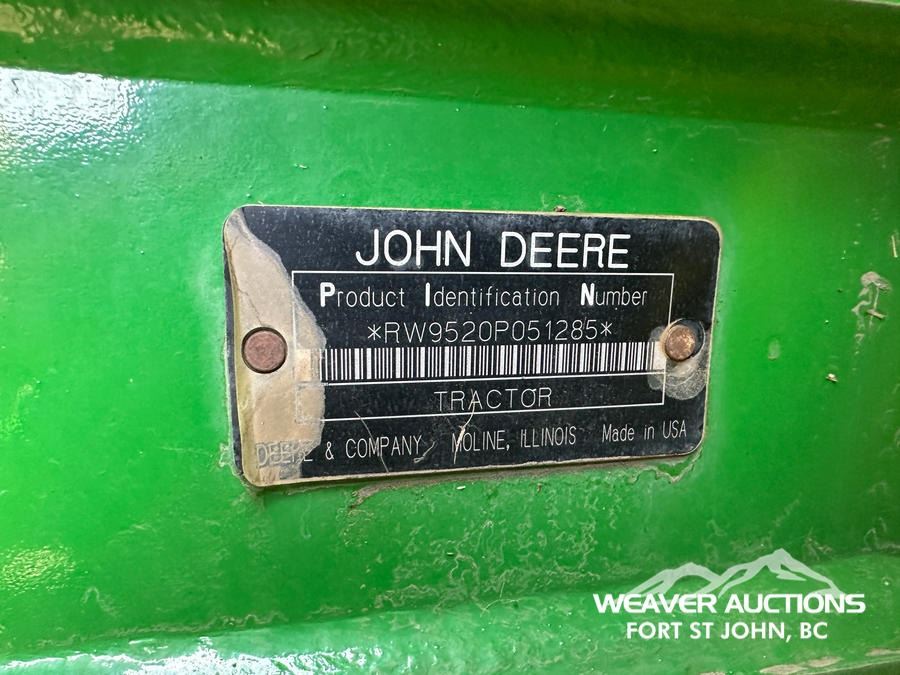 JOHN DEERE
Product Identification Number
*RW9520P051285*
TRACTOR
DEERE & COMPANY MOLINE, ILLINOIS Made in USA
WEAVER AUCTIONS
FORT ST JOHN, BC